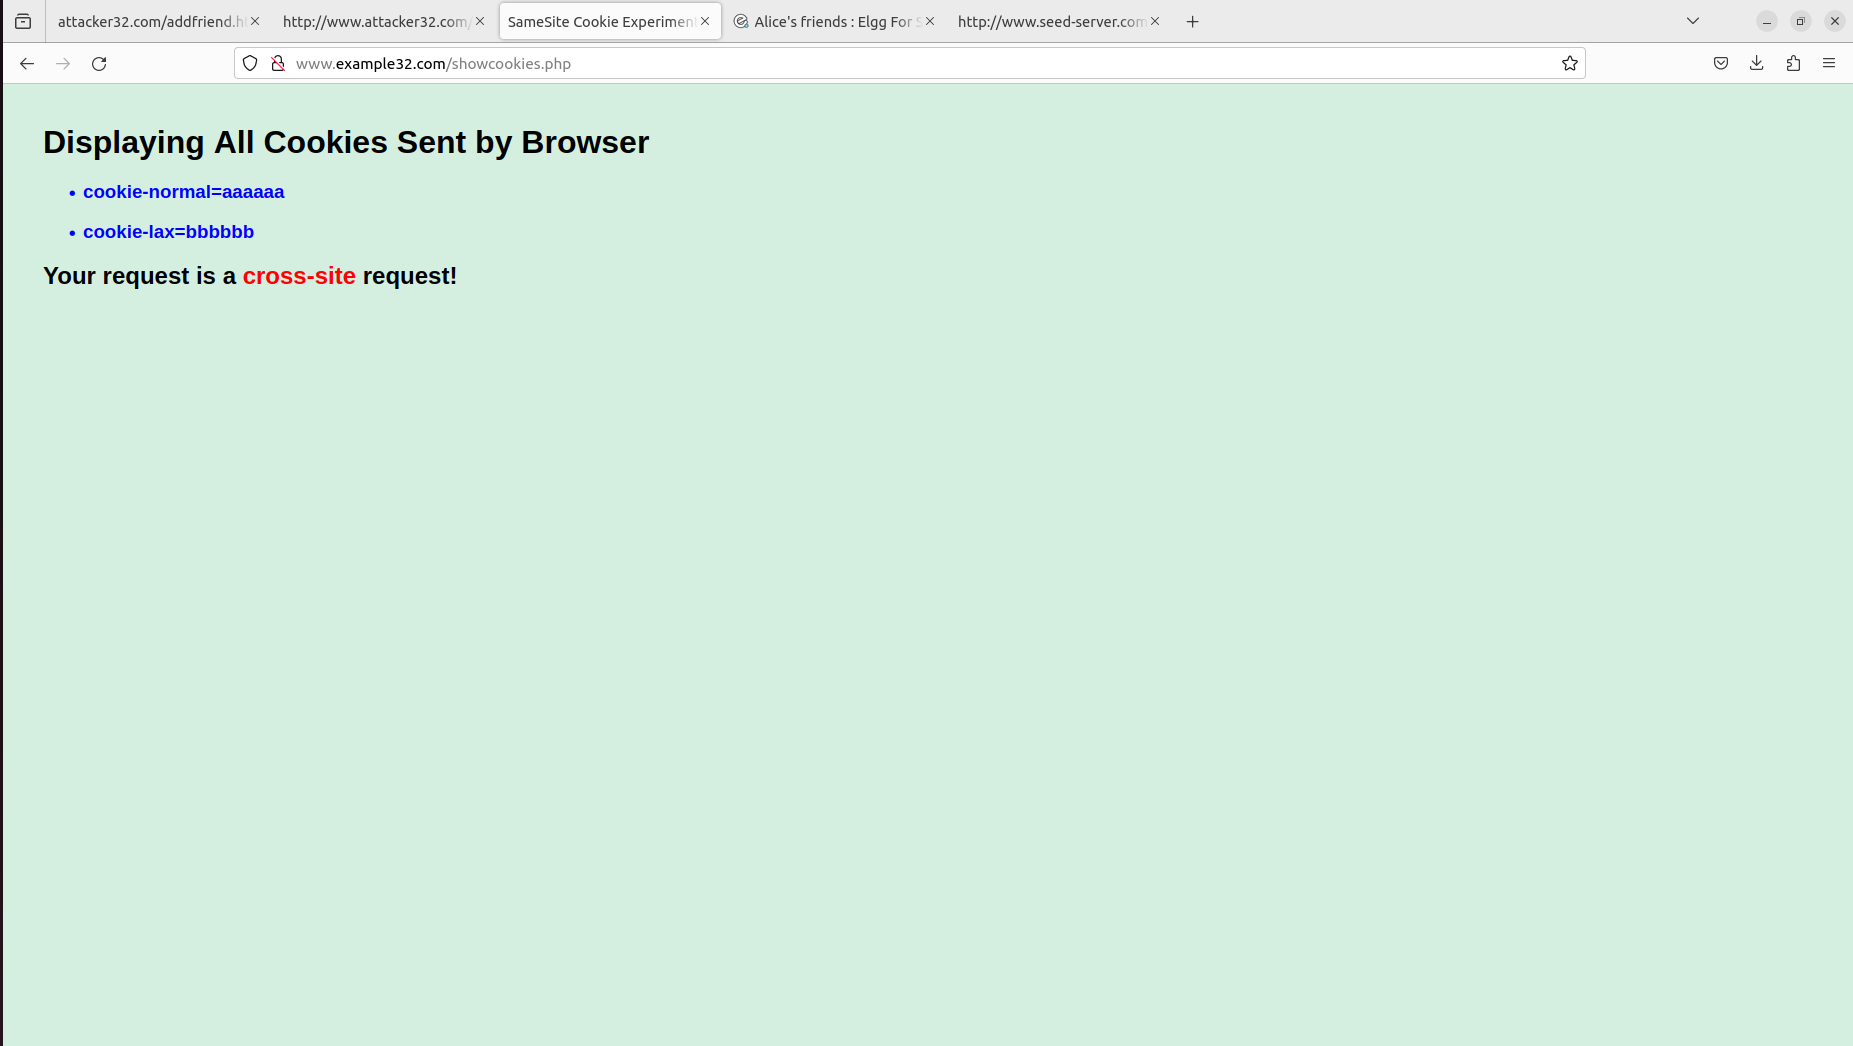 attacker32.com/addfriend.h
http://www.attacker32.com/
SameSite Cookie Experimen
Alice's friends : Elgg For S
http://www.seed-server.com
www.example32.com/showcookies.php
Displaying All Cookies Sent by Browser
• cookie-normal=aaaaaa
• cookie-lax=bbbbbb
Your request is a cross-site request!